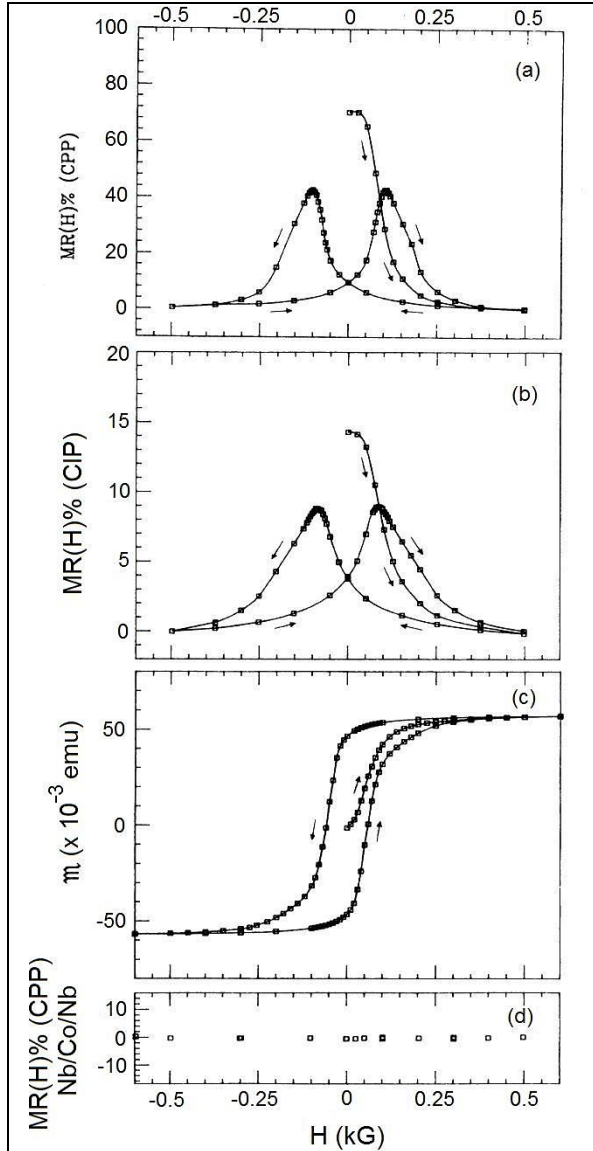 -0.5 -0.25 0 0.25 0.5
100
80
60
40
20
0
MR(H)% (CPP)
(a)
20
15
10
5
0
MR(H)% (CIP)
(b)
50
0
-50
m (x 10⁻³ emu)
(c)
10
0
-10
MR(H)% (CPP)
Nb/Co/Nb
(d)
-0.5 -0.25 0 0.25 0.5
H (kG)